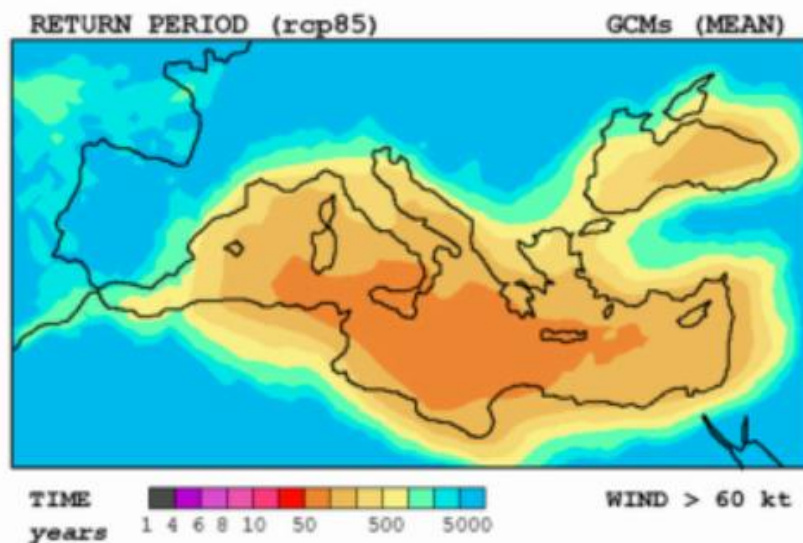 RETURN PERIOD (rcp85) GCMs (MEAN)
TIME WIND > 60 kt
years 1 4 6 8 10 50 500 5000